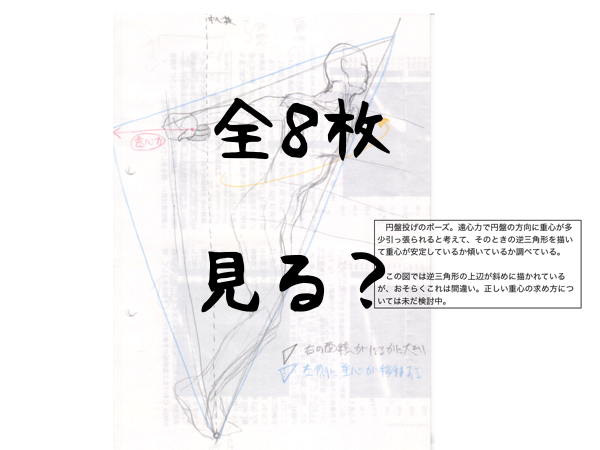 中心線
全8枚
遠心力
円盤投げのポーズ。遠心力で円盤の方向に重心が多
少引っ張られると考えて、そのときの逆三角形を描い
て重心が安定しているか傾いているか調べている。
見る？
この図では逆三角形の上辺が斜めに描かれている
が、おそらくこれは間違い。正しい重心の求め方につ
いては未だ検討中。
右の面積がはるかに大きい
左側に重心が移動する